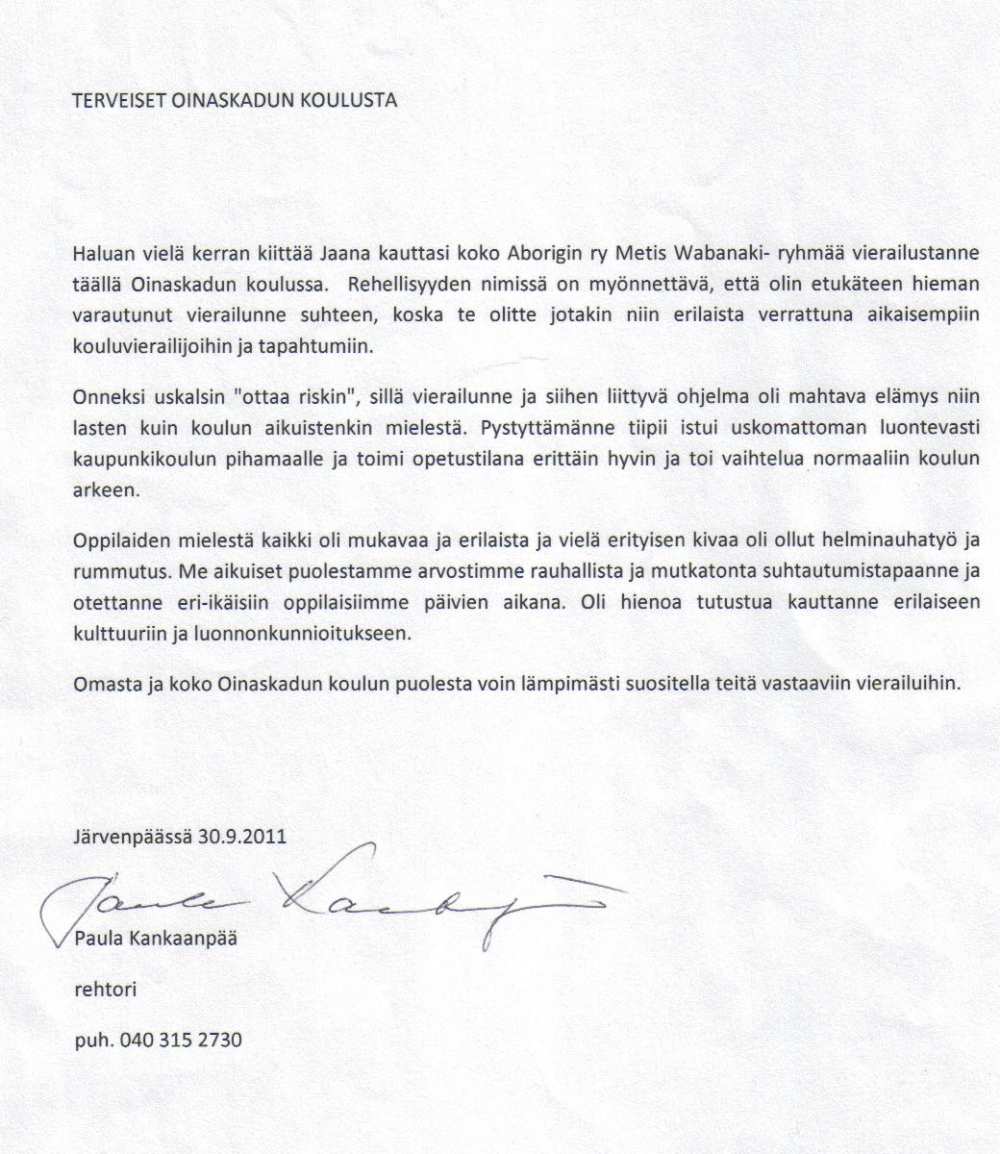 TERVEISET OINASKADUN KOULUSTA
Haluan vielä kerran kiittää Jaana kauttasi koko Aborigin ry Metis Wabanaki- ryhmää vierailustanne
täällä Oinaskadun koulussa.  Rehellisyyden nimissä on myönnettävä, että olin etukäteen hieman
varautunut vierailunne suhteen, koska te olitte jotakin niin erilaista verrattuna aikaisempiin
kouluvierailijoihin ja tapahtumiin.
Onneksi uskalsin "ottaa riskin", sillä vierailunne ja siihen liittyvä ohjelma oli mahtava elämys niin
lasten kuin koulun aikuistenkin mielestä. Pystyttämänne tiipii istui uskomattoman luontevasti
kaupunkikoulun pihamaalle ja toimi opetustilana erittäin hyvin ja toi vaihtelua normaaliin koulun
arkeen.
Oppilaiden mielestä kaikki oli mukavaa ja erilaista ja vielä erityisen kivaa oli ollut helminauhatyö ja
rummutus. Me aikuiset puolestamme arvostimme rauhallista ja mutkatonta suhtautumistapaanne ja
otettanne eri-ikäisiin oppilaisiimme päivien aikana. Oli hienoa tutustua kauttanne erilaiseen
kulttuuriin ja luonnonkunnioitukseen.
Omasta ja koko Oinaskadun koulun puolesta voin lämpimästi suositella teitä vastaaviin vierailuihin.
Järvenpäässä 30.9.2011
Paula Kankaanpää
Paula Kankaanpää
rehtori
puh. 040 315 2730